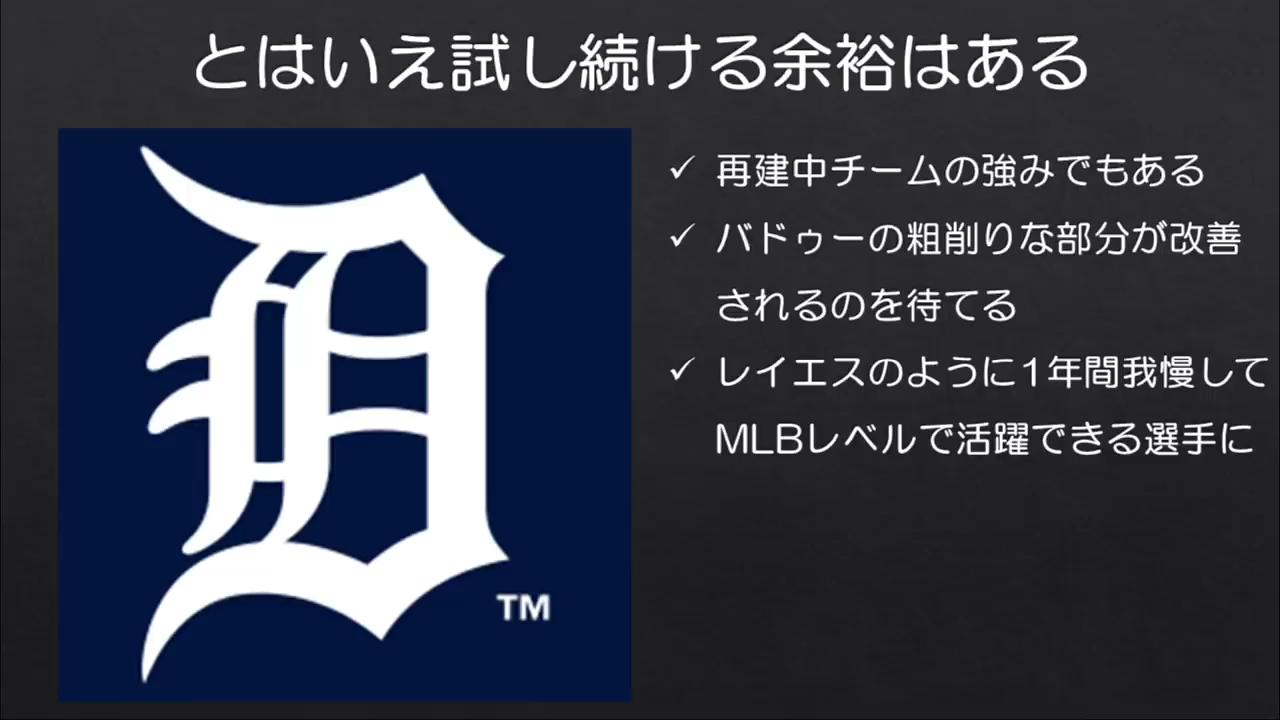 とはいえ試し続ける余裕はある
✓ 再建中チームの強みでもある
✓ バドゥーの粗削りな部分が改善
されるのを待てる
✓ レイエスのように1年間我慢して
MLBレベルで活躍できる選手に
D
TM